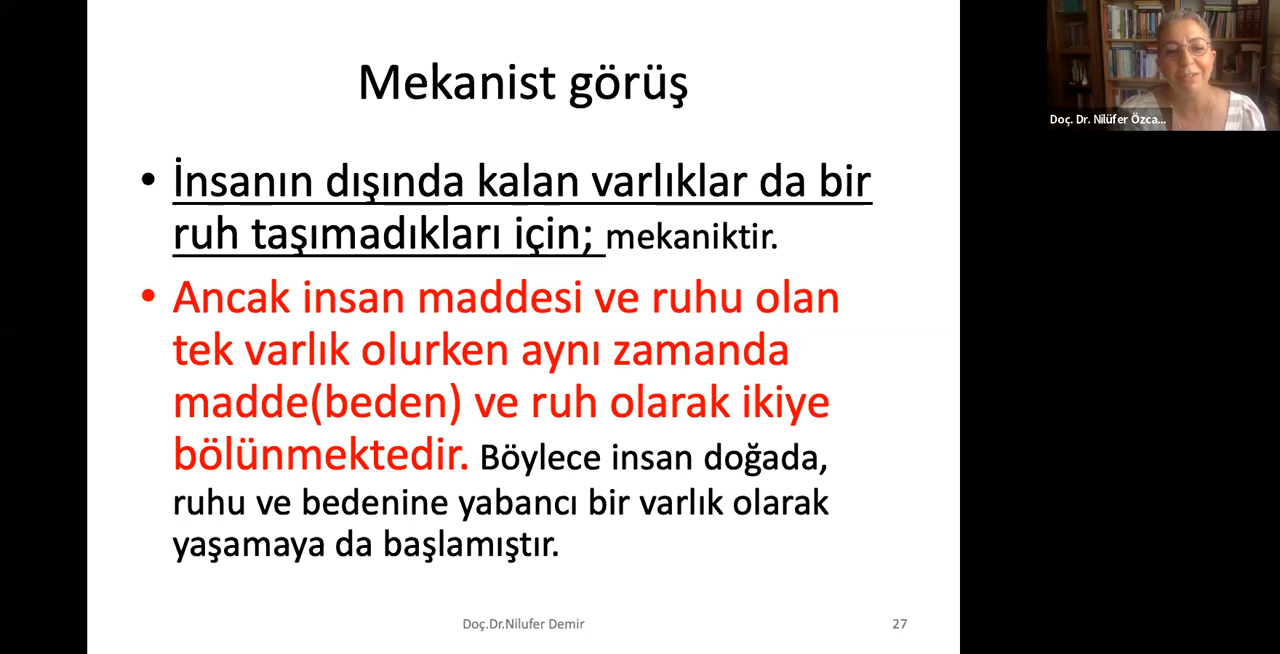 Mekanist görüş
• İnsanın dışında kalan varlıklar da bir
ruh taşımadıkları için; mekaniktir.
• Ancak insan maddesi ve ruhu olan
tek varlık olurken aynı zamanda
madde(beden) ve ruh olarak ikiye
bölünmektedir. Böylece insan doğada,
ruhu ve bedenine yabancı bir varlık olarak
yaşamaya da başlamıştır.
Doç.Dr.Nilufer Demir
27
Doç. Dr. Nilüfer Özca...